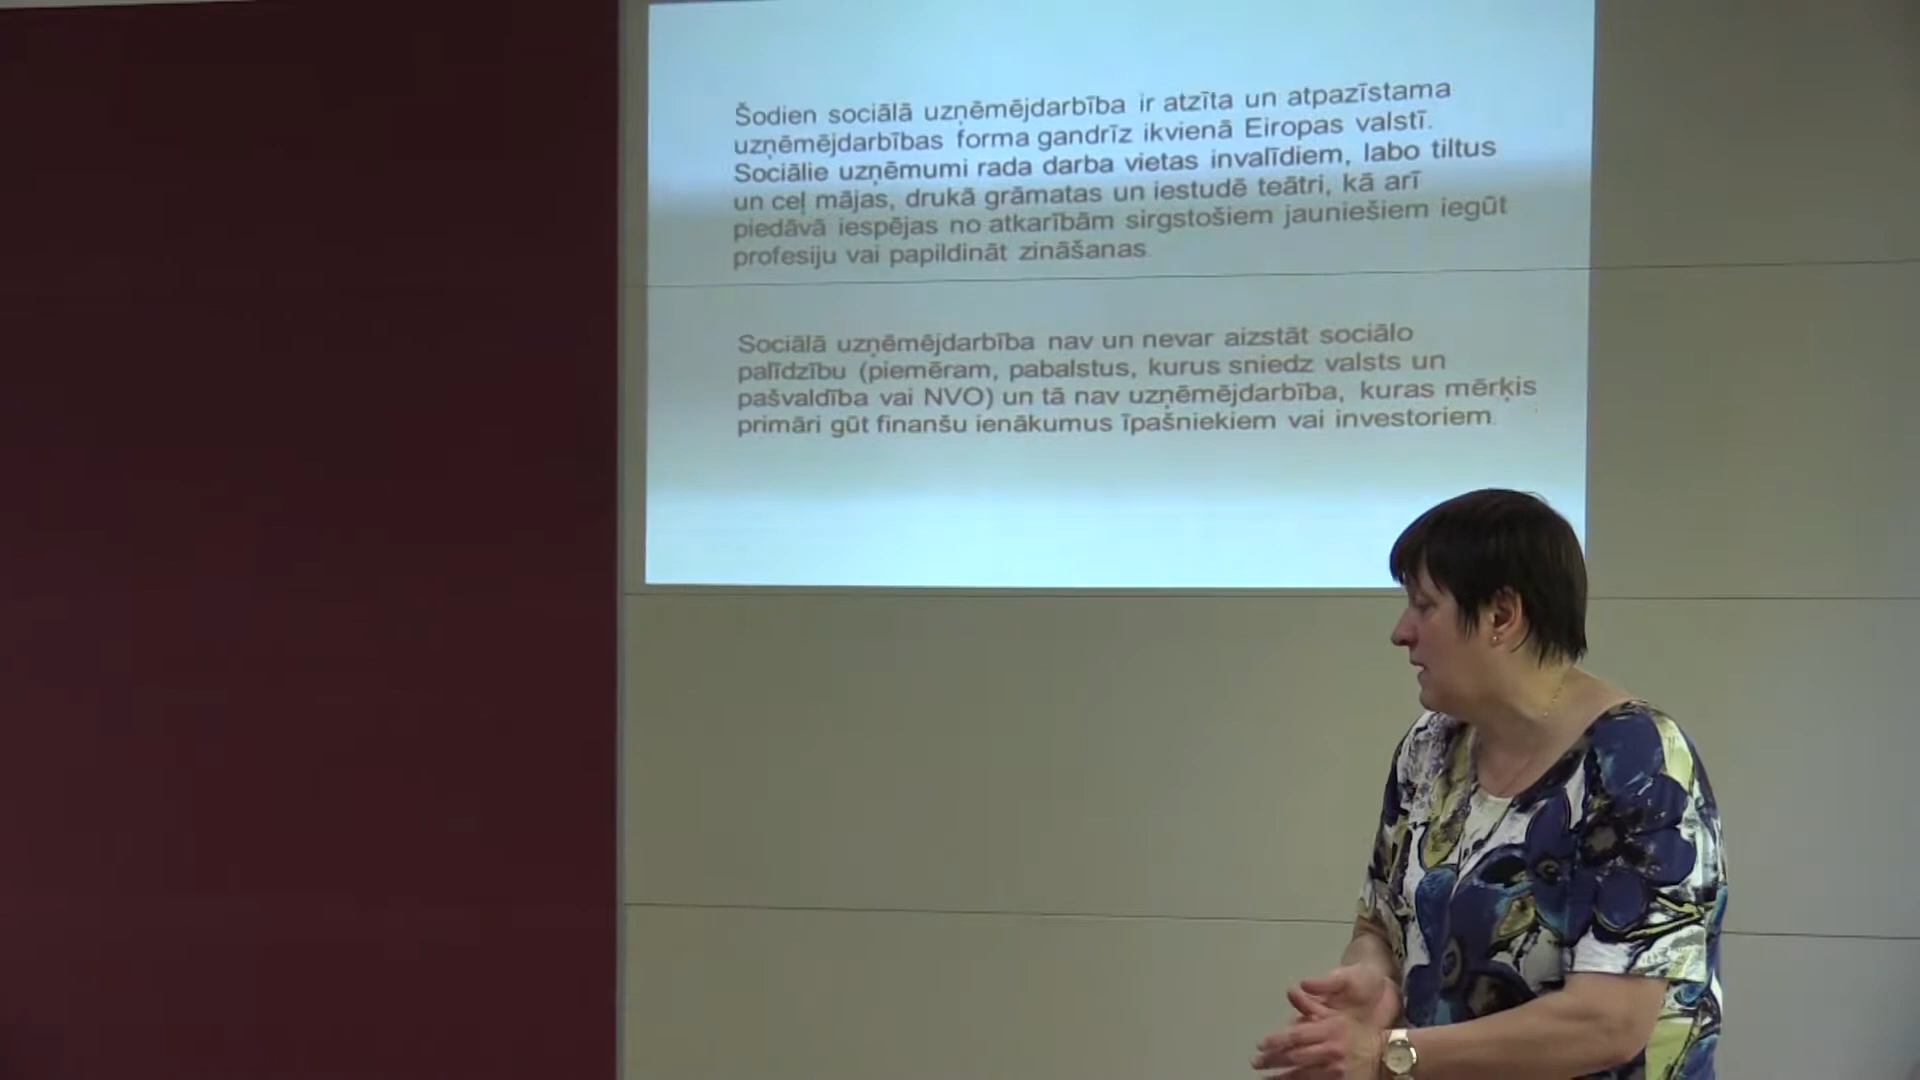 Šodien sociālā uzņēmējdarbība ir atzīta un atpazīstama
uzņēmējdarbības forma gandrīz ikvienā Eiropas valstī.
Sociālie uzņēmumi rada darba vietas invalīdiem, labo tiltus
un ceļ mājas, drukā grāmatas un iestudē teātri, kā arī
piedāvā iespējas no atkarībām sirgstošiem jauniešiem iegūt
profesiju vai papildināt zināšanas.
Sociālā uzņēmējdarbība nav un nevar aizstāt sociālo
palīdzību (piemēram, pabalstus, kurus sniedz valsts un
pašvaldība vai NVO) un tā nav uzņēmējdarbība, kuras mērķis
primāri gūt finanšu ienākumus īpašniekiem vai investoriem.